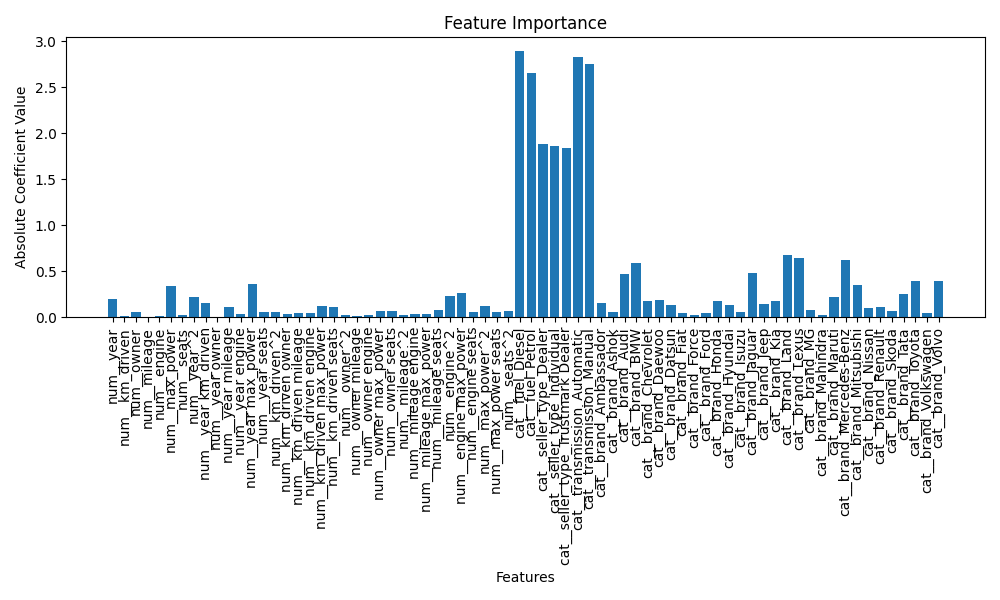 Feature Importance
Absolute Coefficient Value
3.0
2.5
2.0
1.5
1.0
0.5
0.0
num__year
num__km_driven
num__owner
num__mileage
num__engine
num__max_power
num__seats
num__year^2
num__year km_driven
num__year owner
num__year mileage
num__year engine
num__year max_power
num__year seats
num__km_driven^2
num__km_driven owner
num__km_driven mileage
num__km_driven engine
num__km_driven max_power
num__km_driven seats
num__owner^2
num__owner mileage
num__owner engine
num__owner max_power
num__owner seats
num__mileage^2
num__mileage engine
num__mileage max_power
num__mileage seats
num__engine^2
num__engine max_power
num__engine seats
num__max_power^2
num__max_power seats
num__seats^2
cat__fuel_Diesel
cat__fuel_Petrol
cat__seller_type_Dealer
cat__seller_type_Individual
cat__seller_type_Trustmark Dealer
cat__transmission_Automatic
cat__transmission_Manual
cat__brand_Ambassador
cat__brand_Ashok
cat__brand_Audi
cat__brand_BMW
cat__brand_Chevrolet
cat__brand_Daewoo
cat__brand_Datsun
cat__brand_Fiat
cat__brand_Force
cat__brand_Ford
cat__brand_Honda
cat__brand_Hyundai
cat__brand_Isuzu
cat__brand_Jaguar
cat__brand_Jeep
cat__brand_Kia
cat__brand_Land
cat__brand_Lexus
cat__brand_MG
cat__brand_Mahindra
cat__brand_Maruti
cat__brand_Mercedes-Benz
cat__brand_Mitsubishi
cat__brand_Nissan
cat__brand_Renault
cat__brand_Skoda
cat__brand_Tata
cat__brand_Toyota
cat__brand_Volkswagen
cat__brand_Volvo
Features